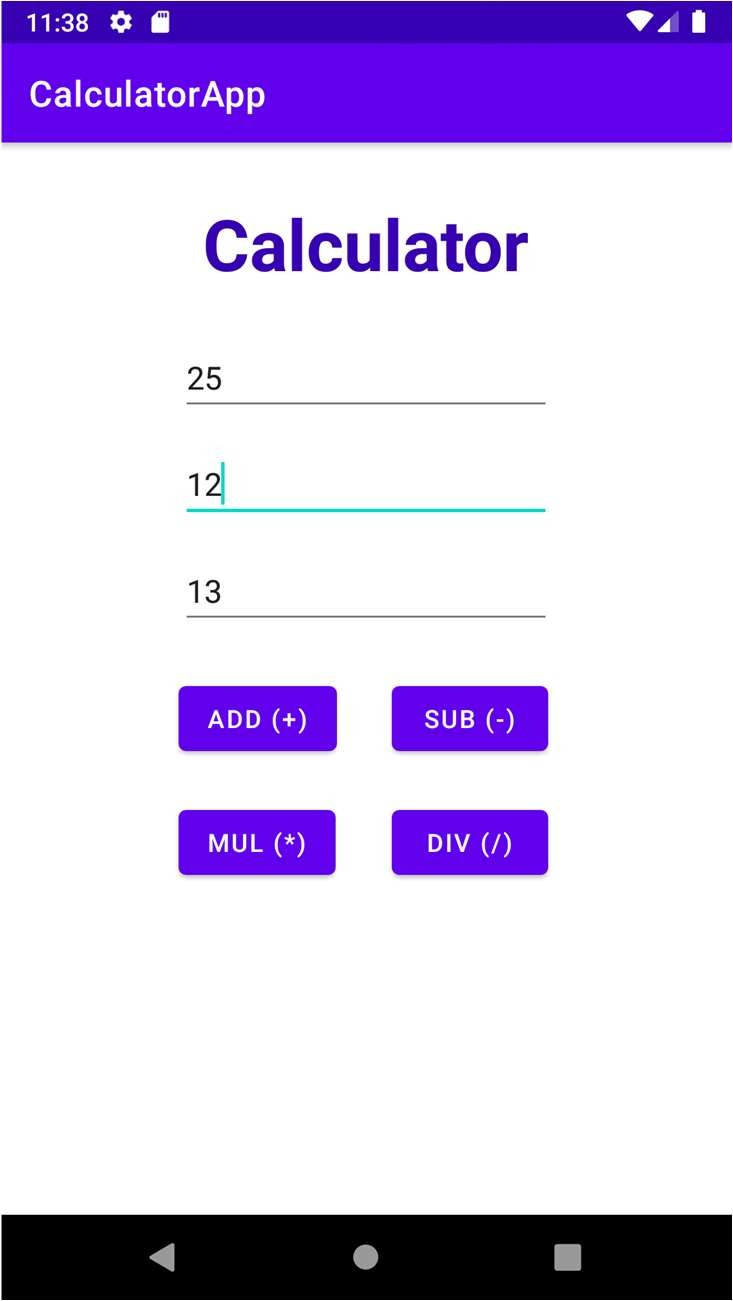 11:38
CalculatorApp
Calculator
25
12
13
ADD (+) SUB (-)
MUL (*) DIV (/)